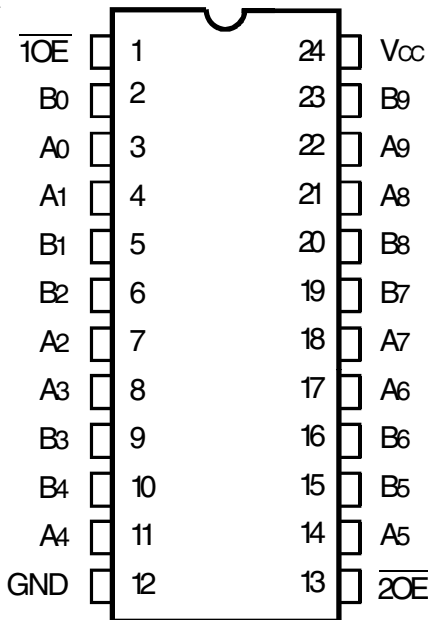 1OE 1 24 VCC
B0 2 23 B9
A0 3 22 A9
A1 4 21 A8
B1 5 20 B8
B2 6 19 B7
A2 7 18 A7
A3 8 17 A6
B3 9 16 B6
B4 10 15 B5
A4 11 14 A5
GND 12 13 2OE